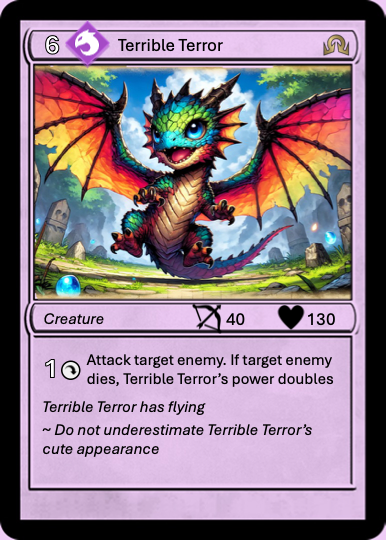 6 Terrible Terror
Creature 40 130
1 Attack target enemy. If target enemy
dies, Terrible Terror's power doubles
Terrible Terror has flying
~ Do not underestimate Terrible Terror's
cute appearance